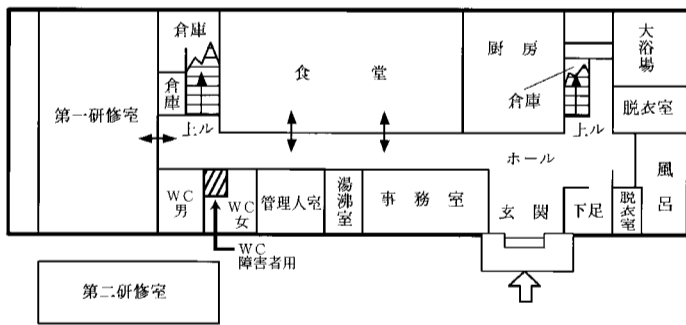 倉庫
食堂
厨房
大浴場
第一研修室
倉庫
倉庫
上ル
上ル
脱衣室
ホール
風呂
WC男
WC女
管理人室
湯沸室
事務室
玄関
下足
脱衣室
WC
障害者用
第二研修室